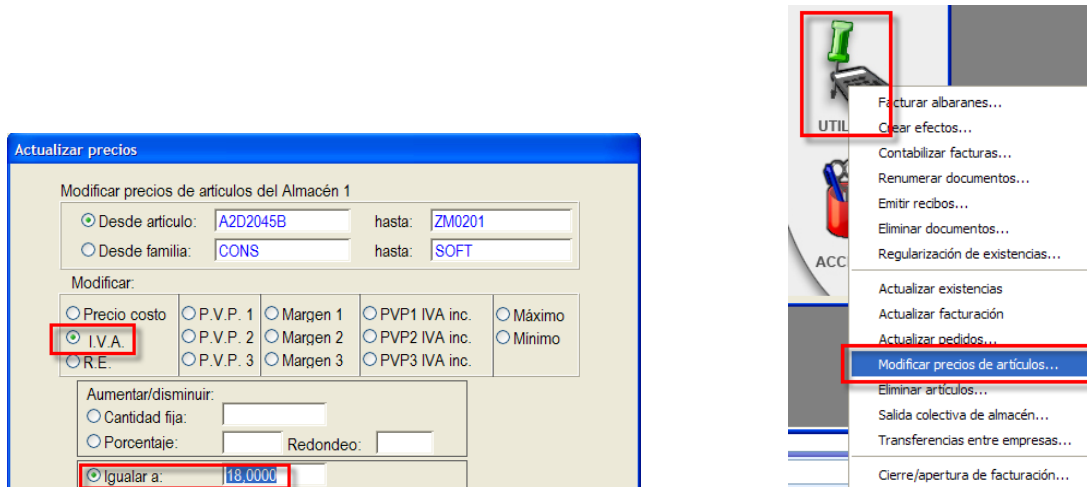 Actualizar precios
Modificar precios de artículos del Almacén 1
Desde artículo: A2D2045B hasta: ZM0201
Desde familia: CONS hasta: SOFT
Modificar:
Precio costo P.V.P. 1 Margen 1 PVP1 IVA inc. Máximo
I.V.A. P.V.P. 2 Margen 2 PVP2 IVA inc. Mínimo
R.E. P.V.P. 3 Margen 3 PVP3 IVA inc.
Aumentar/disminuir:
Cantidad fija:
Porcentaje: Redondeo:
Igualar a: 18,0000
UTIL
ACC
Facturar albaranes...
Crear efectos...
Contabilizar facturas...
Renumerar documentos...
Emitir recibos...
Eliminar documentos...
Regularización de existencias...
Actualizar existencias
Actualizar facturación
Actualizar pedidos...
Modificar precios de artículos...
Eliminar artículos...
Salida colectiva de almacén...
Transferencias entre empresas...
Cierre/apertura de facturación...